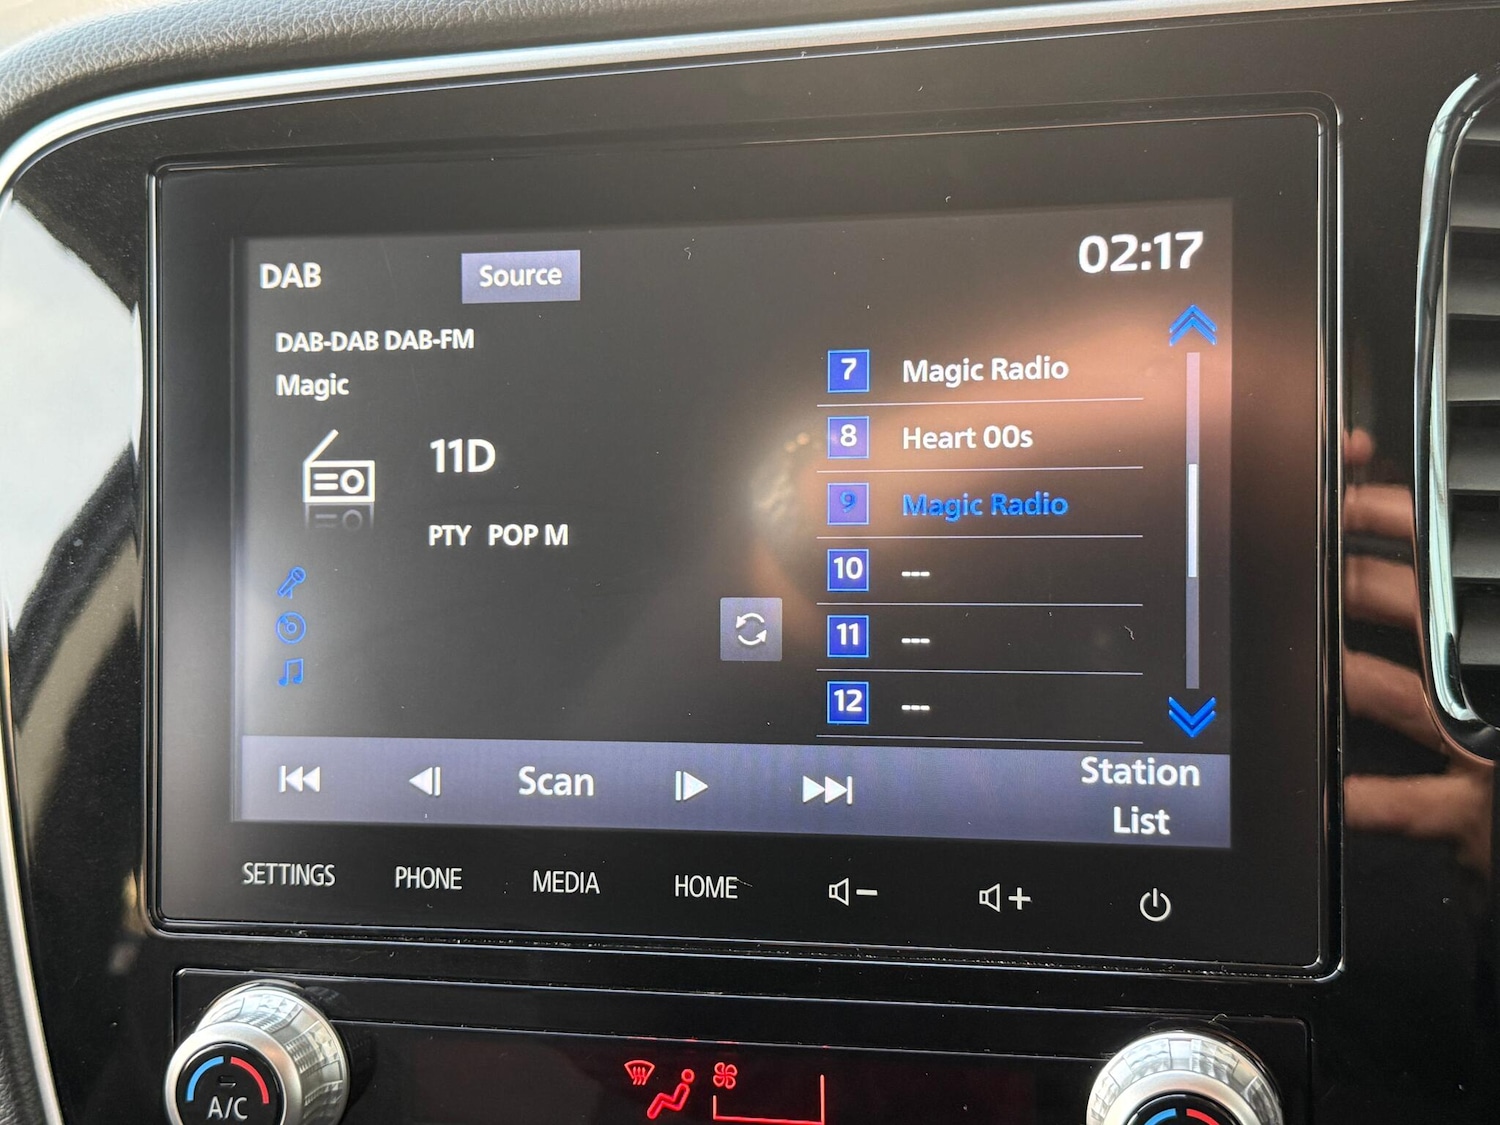 DAB
Source
02:17
DAB-DAB DAB-FM
Magic
11D
PTY POP M
7 Magic Radio
8 Heart 00s
9 Magic Radio
10 ---
11 ---
12 ---
Scan
Station
List
SETTINGS
PHONE
MEDIA
HOME
A/C